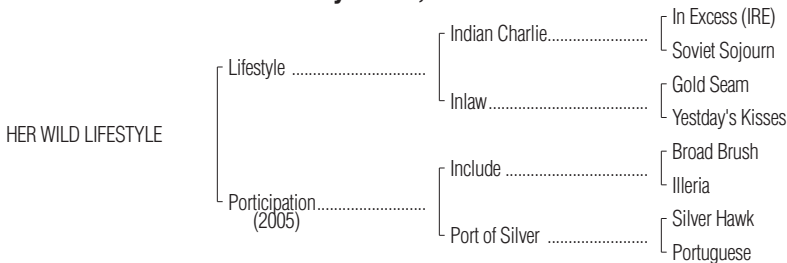 In Excess (IRE)
Indian Charlie........................
Soviet Sojourn
Lifestyle ................................
Gold Seam
Inlaw......................................
Yestday's Kisses
HER WILD LIFESTYLE
Broad Brush
Include ..................................
Illeria
Porticipation..........................
(2005)
Silver Hawk
Port of Silver ........................
Portuguese